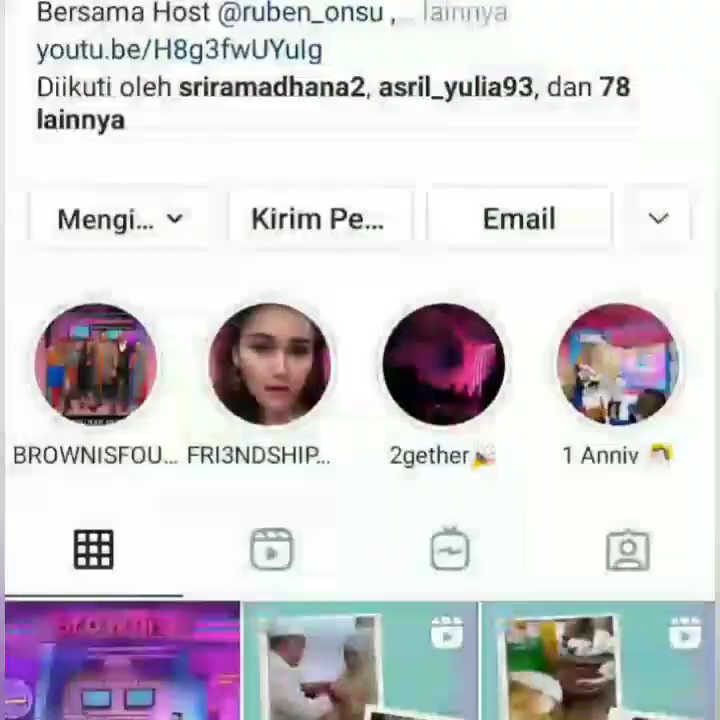 Bersama Host @ruben_onsu ,... lainnya
youtu.be/H8g3fwUYulg
Diikuti oleh sriramadhana2, asril_yulia93, dan 78
lainnya
Mengi... Kirim Pe... Email
BROWNISFOU... FRI3NDSHIP... 2gether🎉 1 Anniv